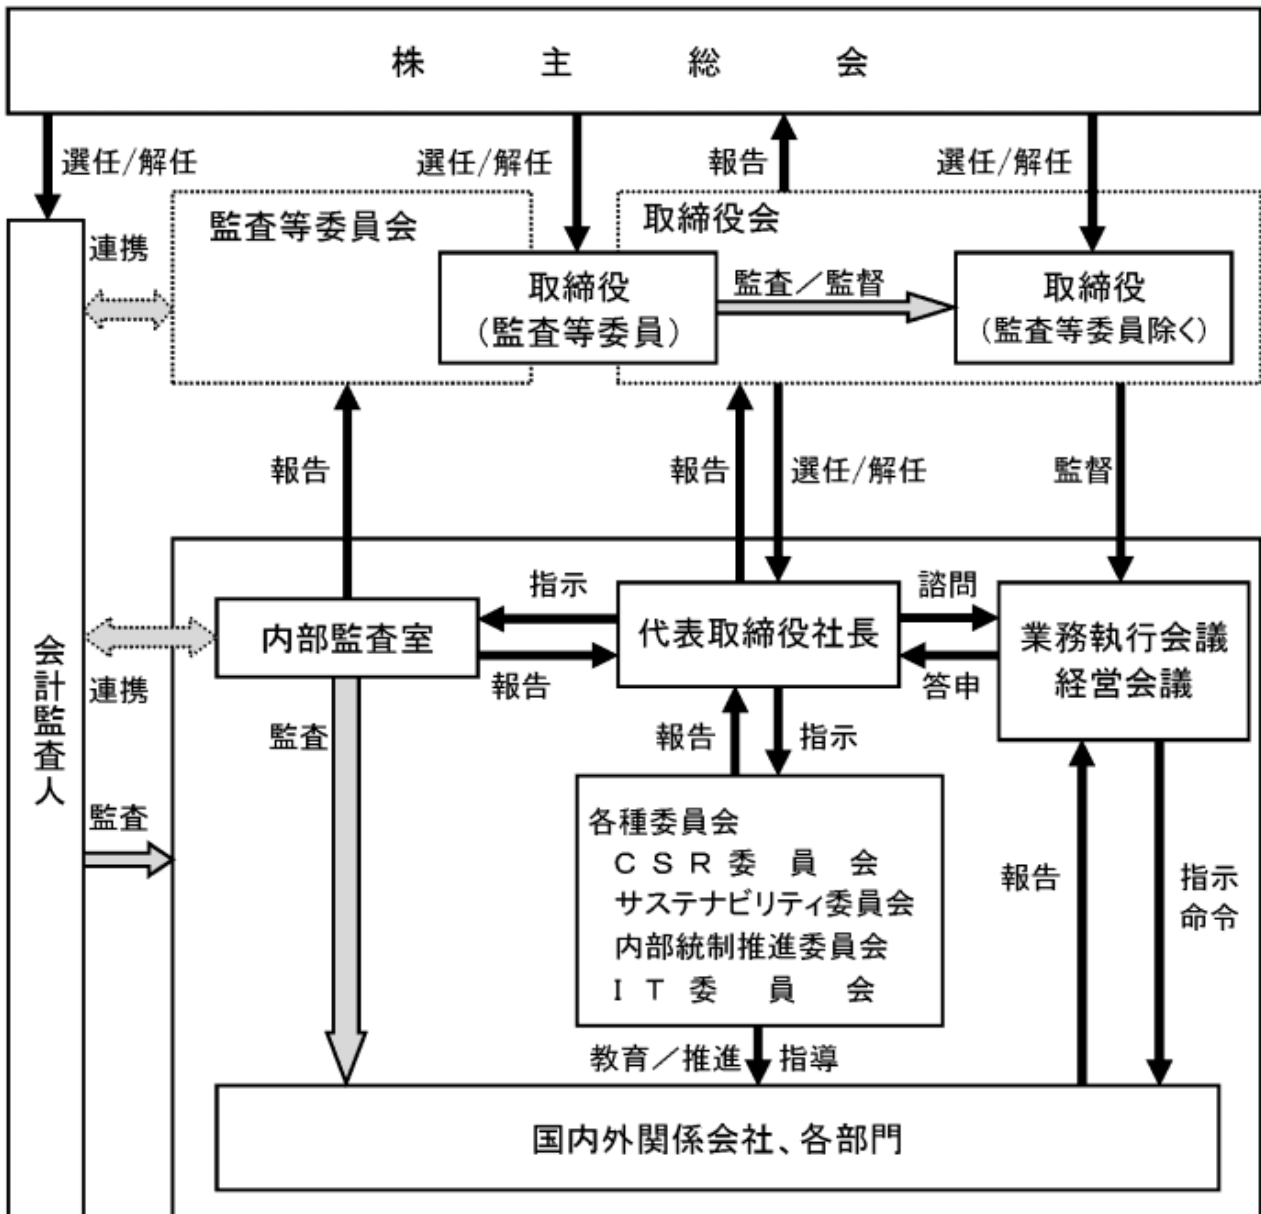 株主総会
選任/解任
選任/解任
報告
選任/解任
監査等委員会
取締役会
連携
取締役
（監査等委員）
監査／監督
取締役
（監査等委員除く）
報告
報告
選任/解任
監督
会計監査人
連携
内部監査室
指示
報告
代表取締役社長
諮問
答申
業務執行会議
経営会議
監査
報告
指示
監査
各種委員会
ＣＳＲ委員会
サステナビリティ委員会
内部統制推進委員会
ＩＴ委員会
報告
指示
命令
教育／推進
指導
国内外関係会社、各部門